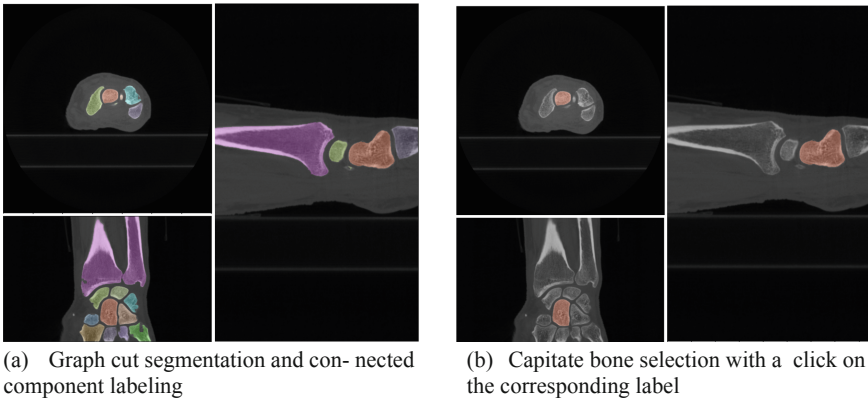 (a) Graph cut segmentation and con- nected
component labeling
(b) Capitate bone selection with a click on
the corresponding label